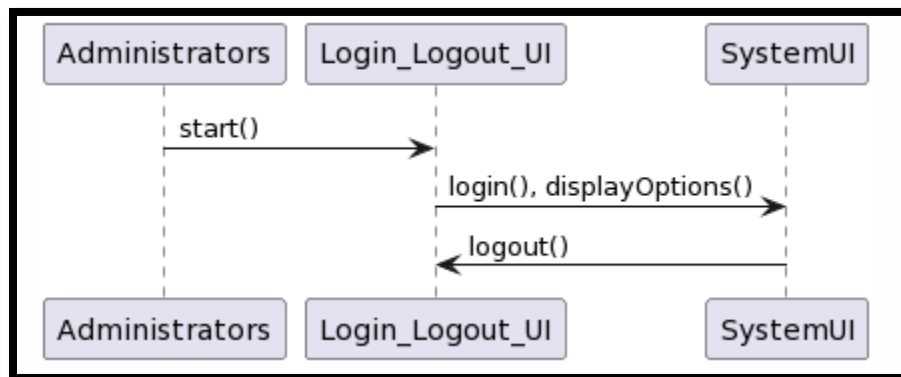 Administrators Login_Logout_UI SystemUI
start()
login(), displayOptions()
logout()
Administrators Login_Logout_UI SystemUI